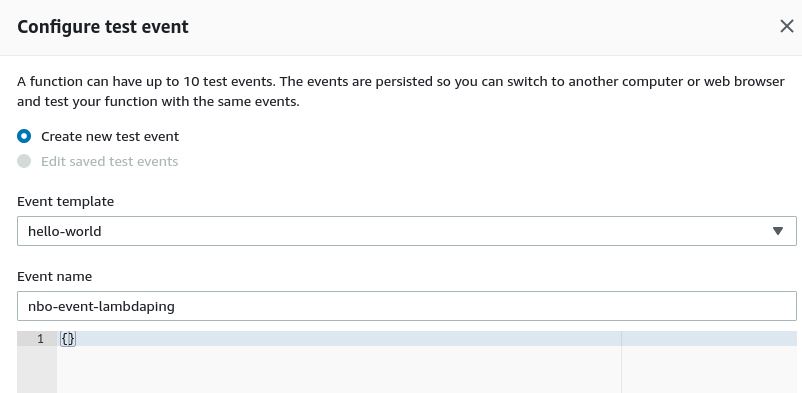 Configure test event
A function can have up to 10 test events. The events are persisted so you can switch to another computer or web browser
and test your function with the same events.
Create new test event
Edit saved test events
Event template
hello-world
Event name
nbo-event-lambdaping
1 {}